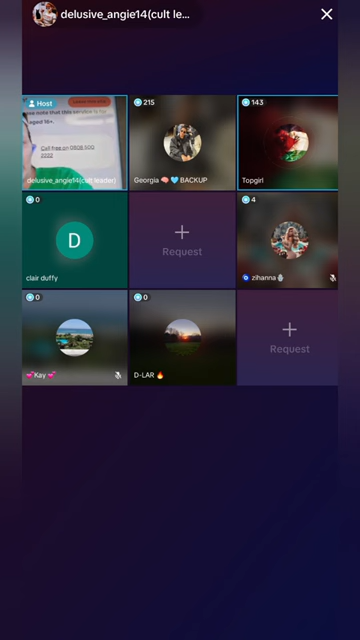 delusive_angie14(cult le...
Host
ase note that this service is for
aged 16+.
Call free on 0808 500
2222
delusive_angie14(cult leader)
215
Georgia 🧠 🩵 BACKUP
143
Topgirl
0
D
clair duffy
+
Request
4
zihanna
0
💞Kay 💞
0
D-LAR 🔥
+
Request